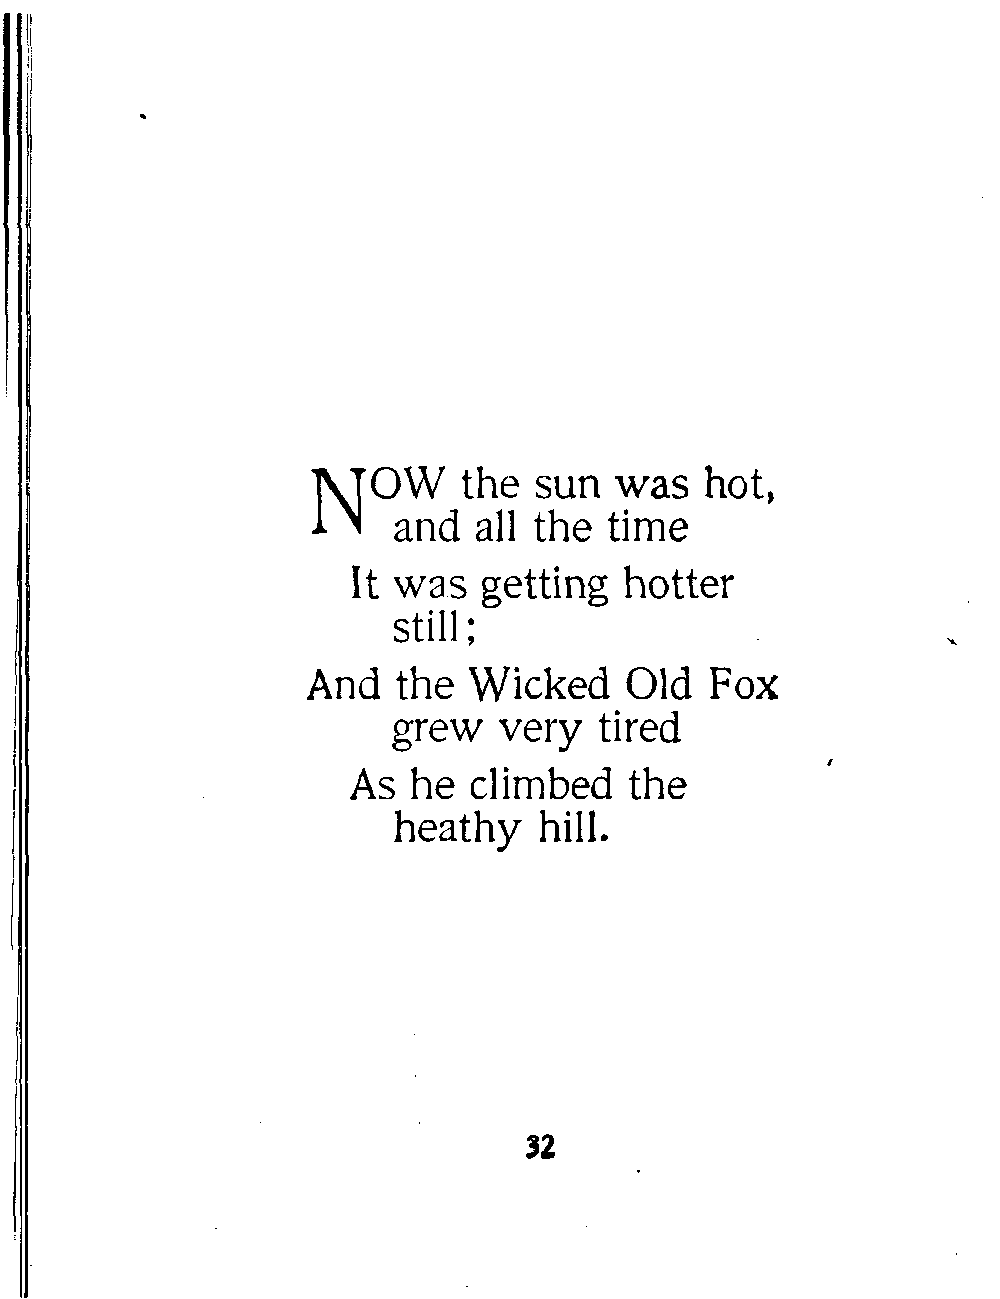 NOW the sun was hot,
and all the time
It was getting hotter
still;
And the Wicked Old Fox
grew very tired
As he climbed the
heathy hill.
32